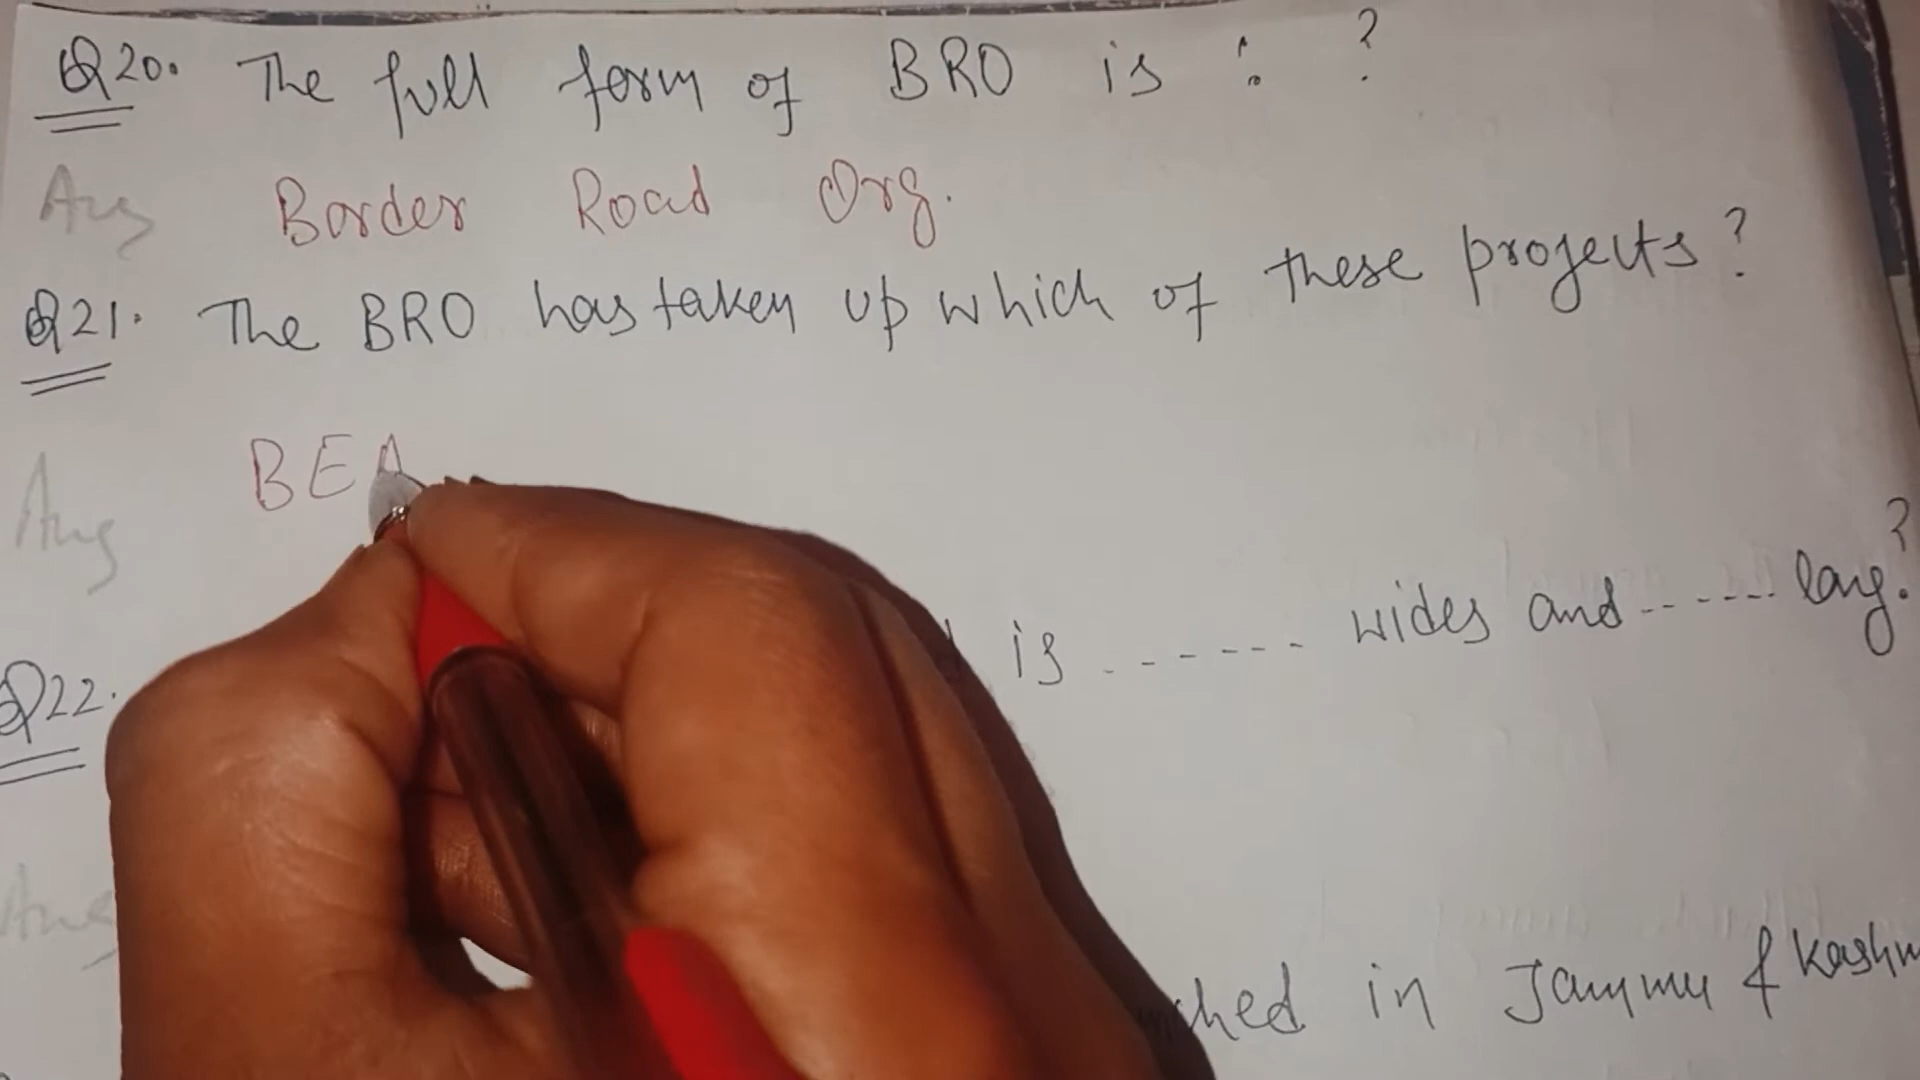 Q20. The full form of BRO is : ?
Ans Border Road Org.
Q21. The BRO has taken up which of these projects?
Ans BEA
Q22. is ------ wides and ------ long.?
Ans
in Jammu & Kashm